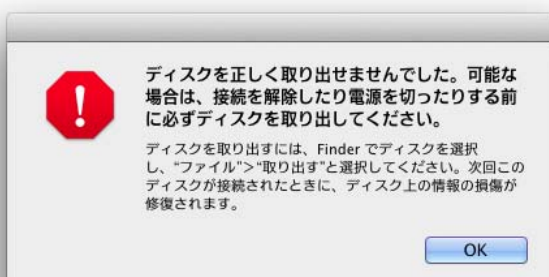 ディスクを正しく取り出せませんでした。可能な
場合は、接続を解除したり電源を切ったりする前
に必ずディスクを取り出してください。
ディスクを取り出すには、Finder でディスクを選択
し、“ファイル”>“取り出す”と選択してください。次回この
ディスクが接続されたときに、ディスク上の情報の損傷が
修復されます。
OK